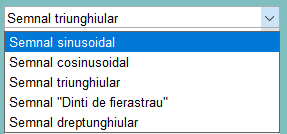 Semnal triunghiular
Semnal sinusoidal
Semnal cosinusoidal
Semnal triunghiular
Semnal "Dinti de fierastrau"
Semnal dreptunghiular